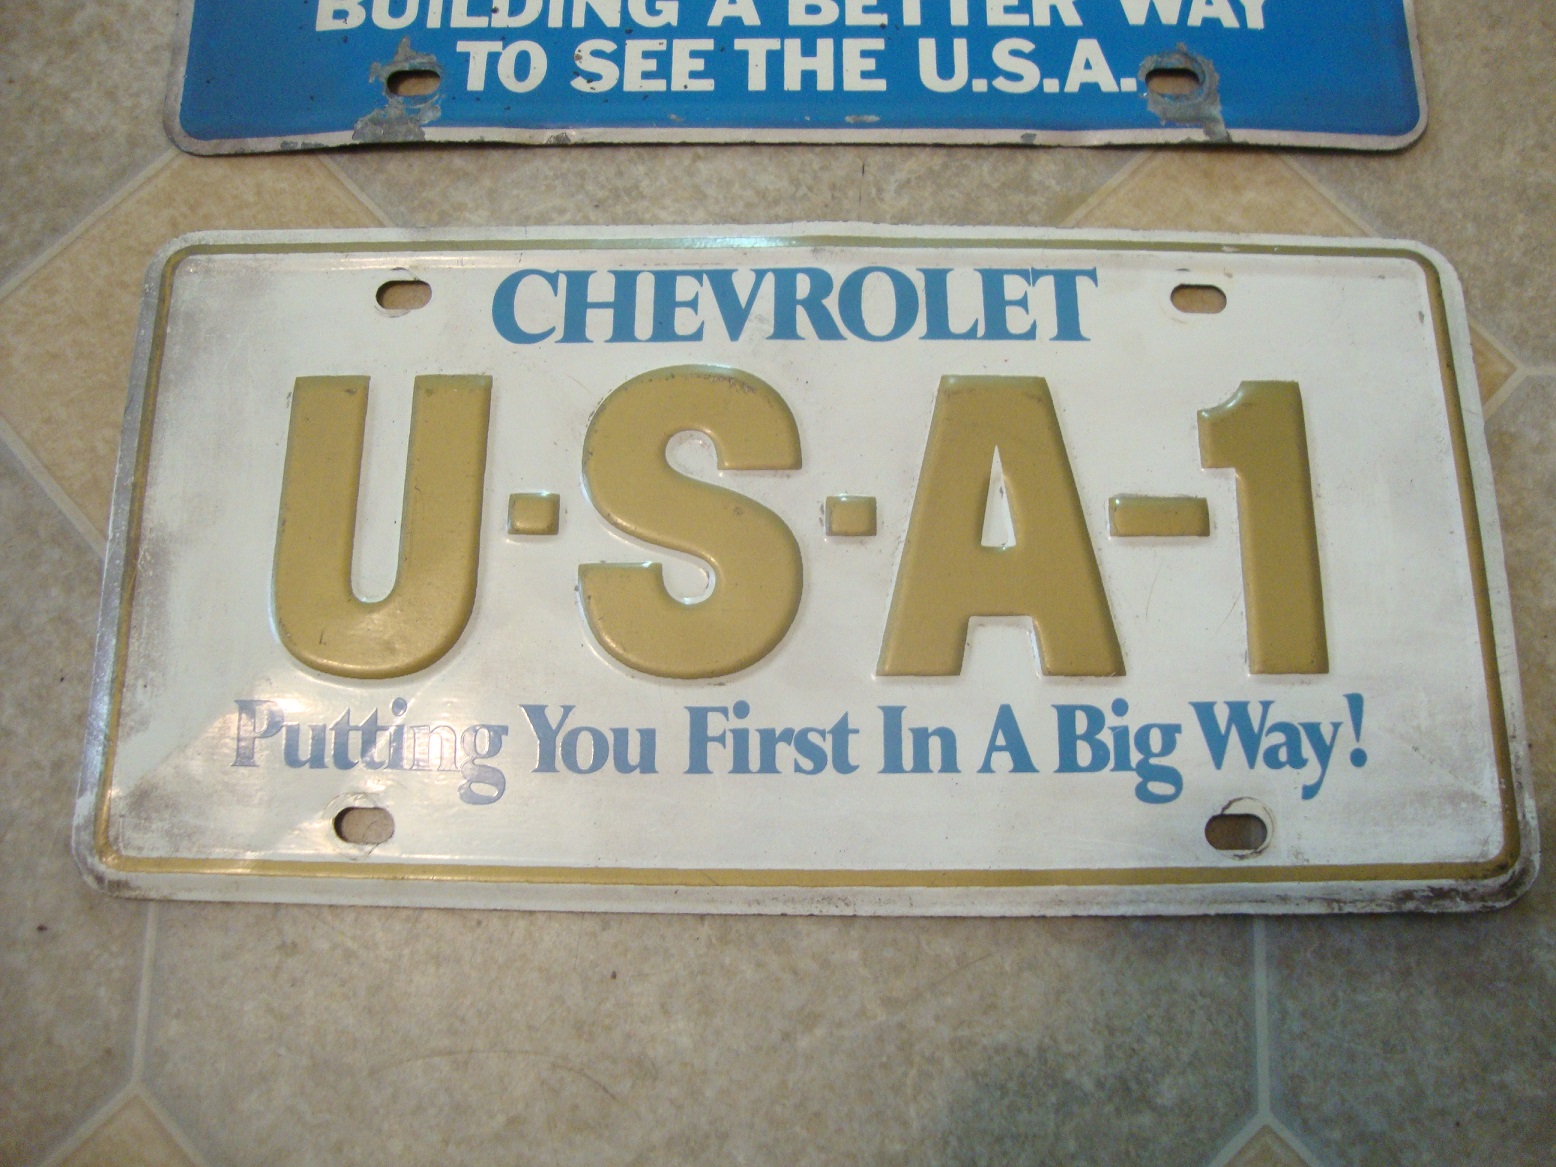 BUILDING A BETTER WAY
TO SEE THE U.S.A.
CHEVROLET
U·S·A-1
Putting You First In A Big Way!